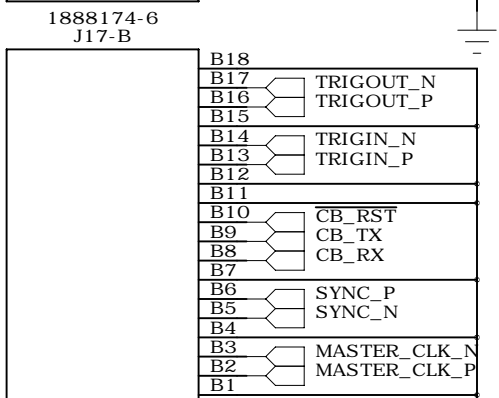 1888174-6
J17-B
B18
B17 TRIGOUT_N
B16 TRIGOUT_P
B15
B14 TRIGIN_N
B13 TRIGIN_P
B12
B11
B10 CB_RST
B9 CB_TX
B8 CB_RX
B7
B6 SYNC_P
B5 SYNC_N
B4
B3 MASTER_CLK_N
B2 MASTER_CLK_P
B1